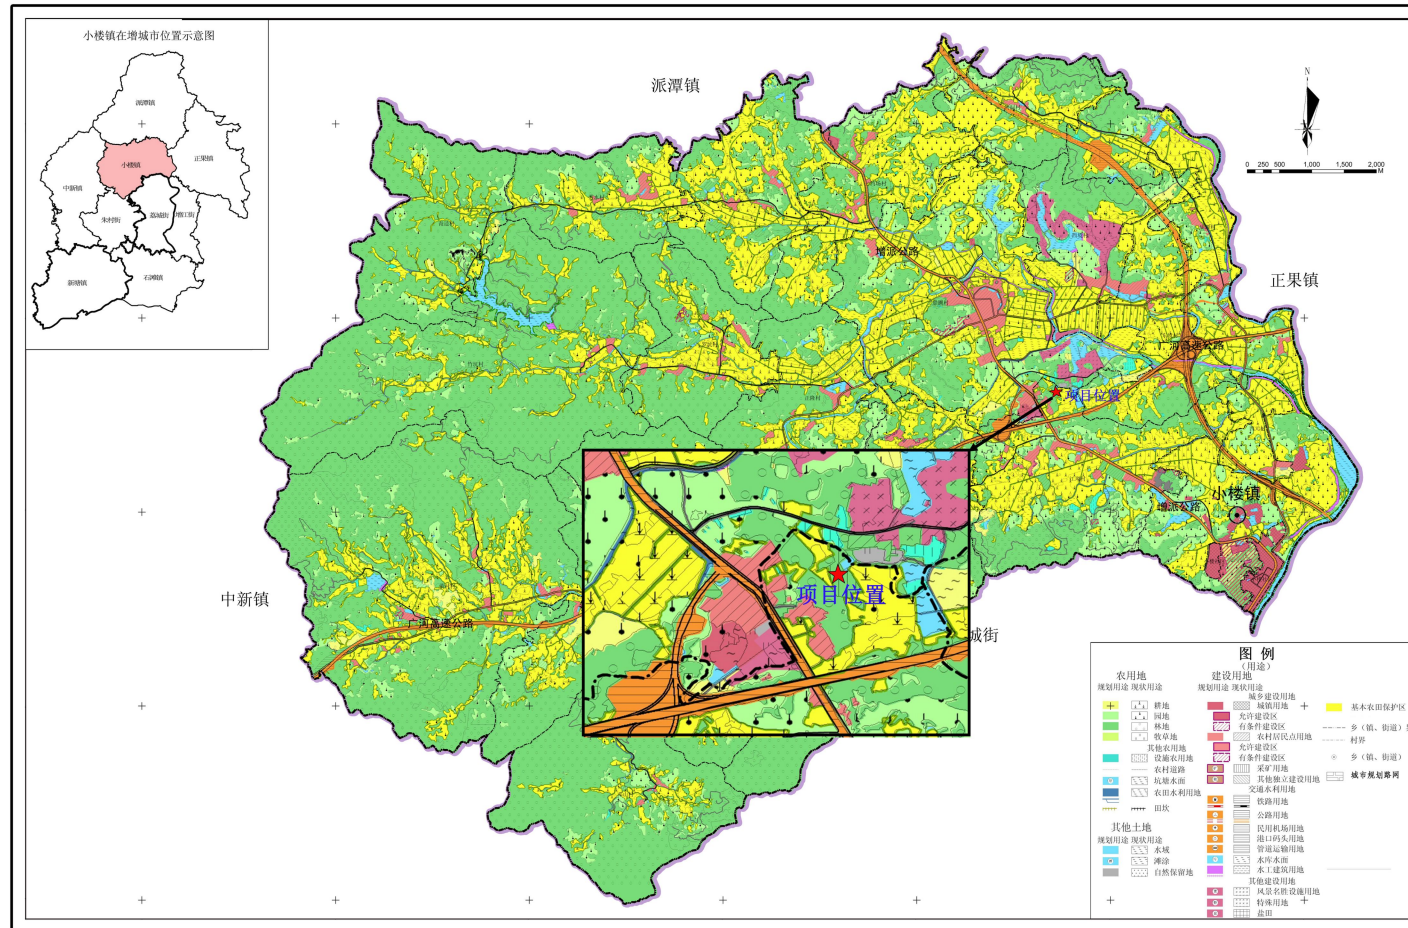 小楼镇在增城市位置示意图
派潭镇
小楼镇
正果镇
中新镇
朱村街
荔城街
增江街
新塘镇
石滩镇
派潭镇
正果镇
中新镇
城街
N
0 250 500 1,000 1,500 2,000
M
增派公路
广河高速公路
项目位置
小楼镇
增派公路
广河高速公路
项目位置
图 例
(用途)
农用地
规划用途 现状用途
耕地
园地
林地
牧草地
其他农用地
设施农用地
农村道路
坑塘水面
农田水利用地
田坎
其他土地
规划用途 现状用途
水域
滩涂
自然保留地
建设用地
规划用途 现状用途
城乡建设用地
城镇用地
允许建设区
有条件建设区
农村居民点用地
允许建设区
有条件建设区
采矿用地
其他独立建设用地
交通水利用地
铁路用地
公路用地
民用机场用地
港口码头用地
管道运输用地
水库水面
水工建筑用地
其他建设用地
风景名胜设施用地
特殊用地
盐田
基本农田保护区
乡（镇、街道）
村界
乡（镇、街道）
城市规划路网